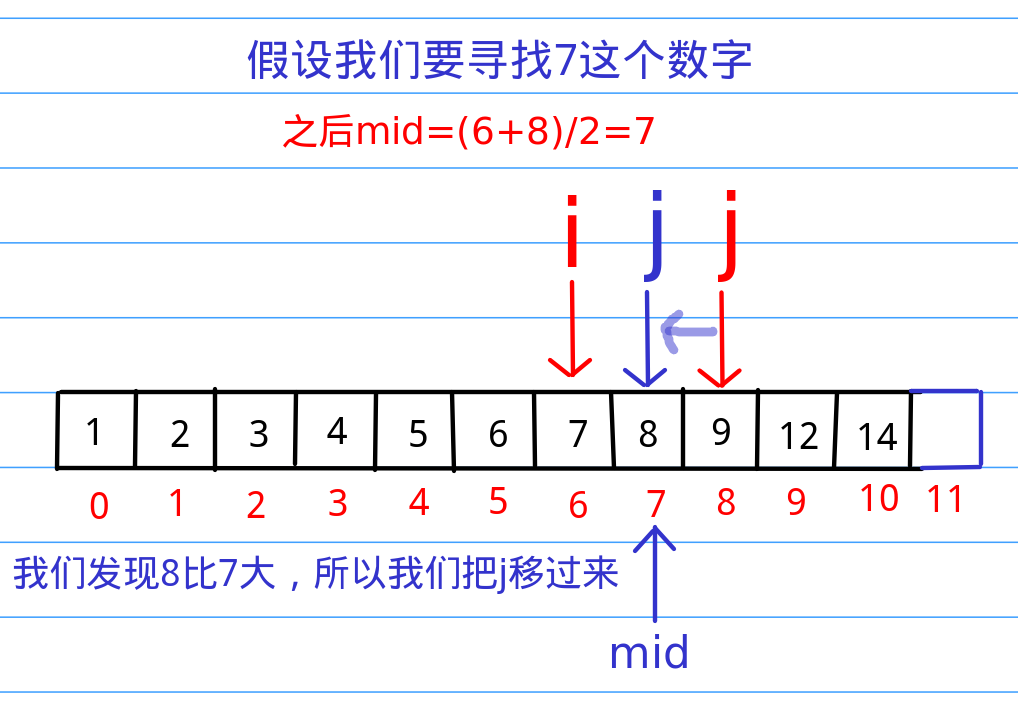 假设我们要寻找7这个数字
之后mid=(6+8)/2=7
i j j
1 2 3 4 5 6 7 8 9 12 14
0 1 2 3 4 5 6 7 8 9 10 11
我们发现8比7大，所以我们把j移过来
mid